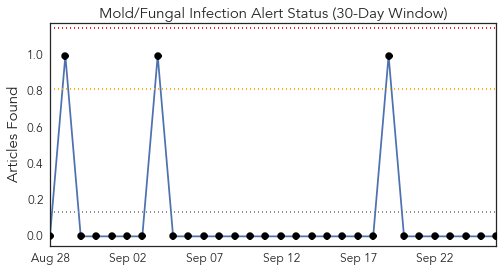 Mold/Fungal Infection Alert Status (30-Day Window)
Articles Found
1.0
0.8
0.6
0.4
0.2
0.0
Aug 28 Sep 02 Sep 07 Sep 12 Sep 17 Sep 22